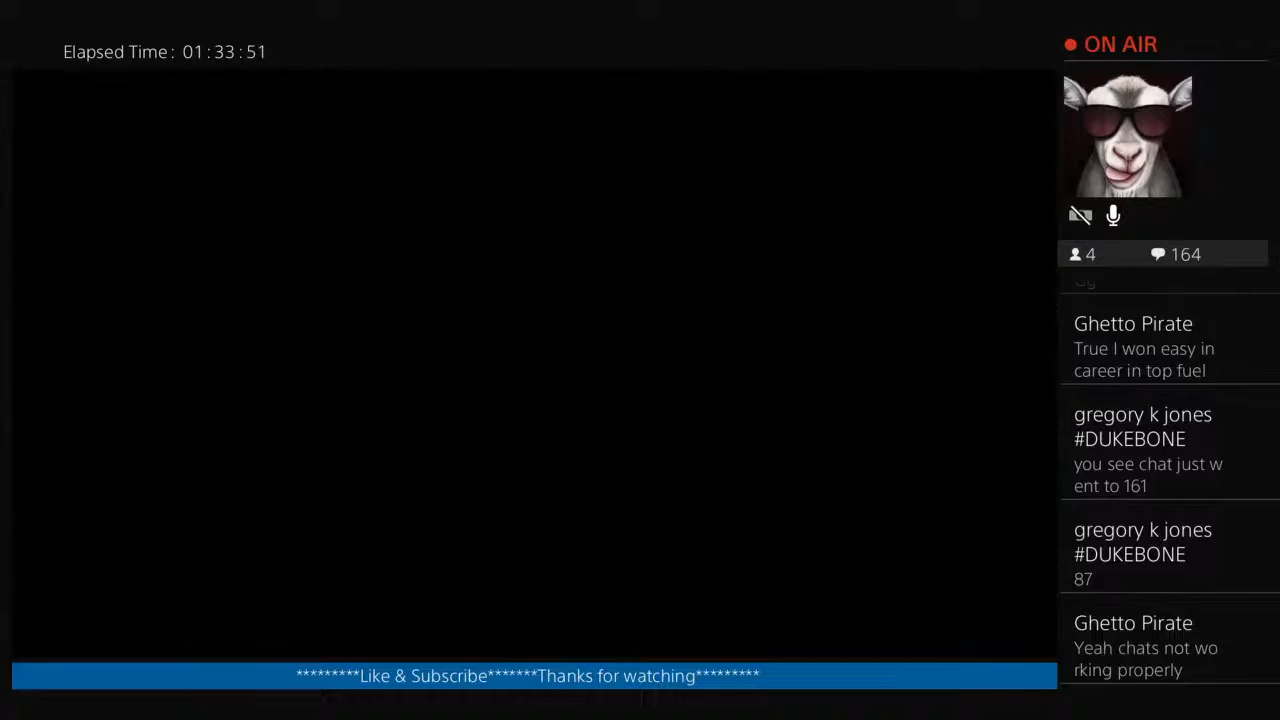 Elapsed Time: 01:33:51
ON AIR
4 164
Ghetto Pirate
True I won easy in
career in top fuel
gregory k jones
#DUKEBONE
you see chat just w
ent to 161
gregory k jones
#DUKEBONE
87
Ghetto Pirate
Yeah chats not wo
rking properly
*********Like & Subscribe*******Thanks for watching*********